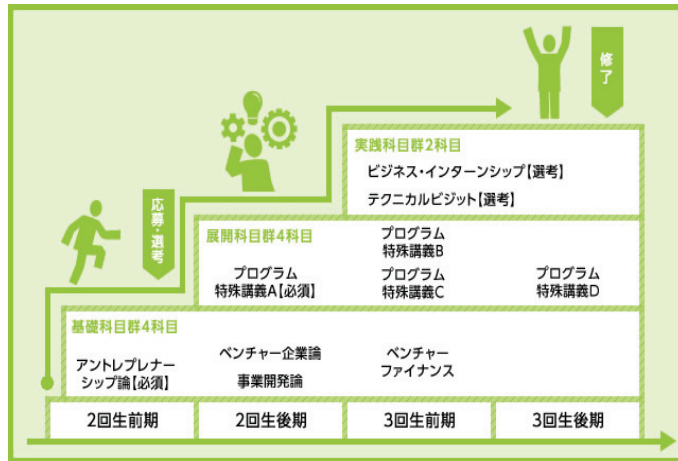 修了
実践科目群2科目
ビジネス・インターンシップ【選考】
テクニカルビジット【選考】
応募・選考
展開科目群4科目
プログラム
特殊講義A【必須】
プログラム
特殊講義B
プログラム
特殊講義C
プログラム
特殊講義D
基礎科目群4科目
アントレプレナー
シップ論【必須】
ベンチャー企業論
事業開発論
ベンチャー
ファイナンス
2回生前期
2回生後期
3回生前期
3回生後期